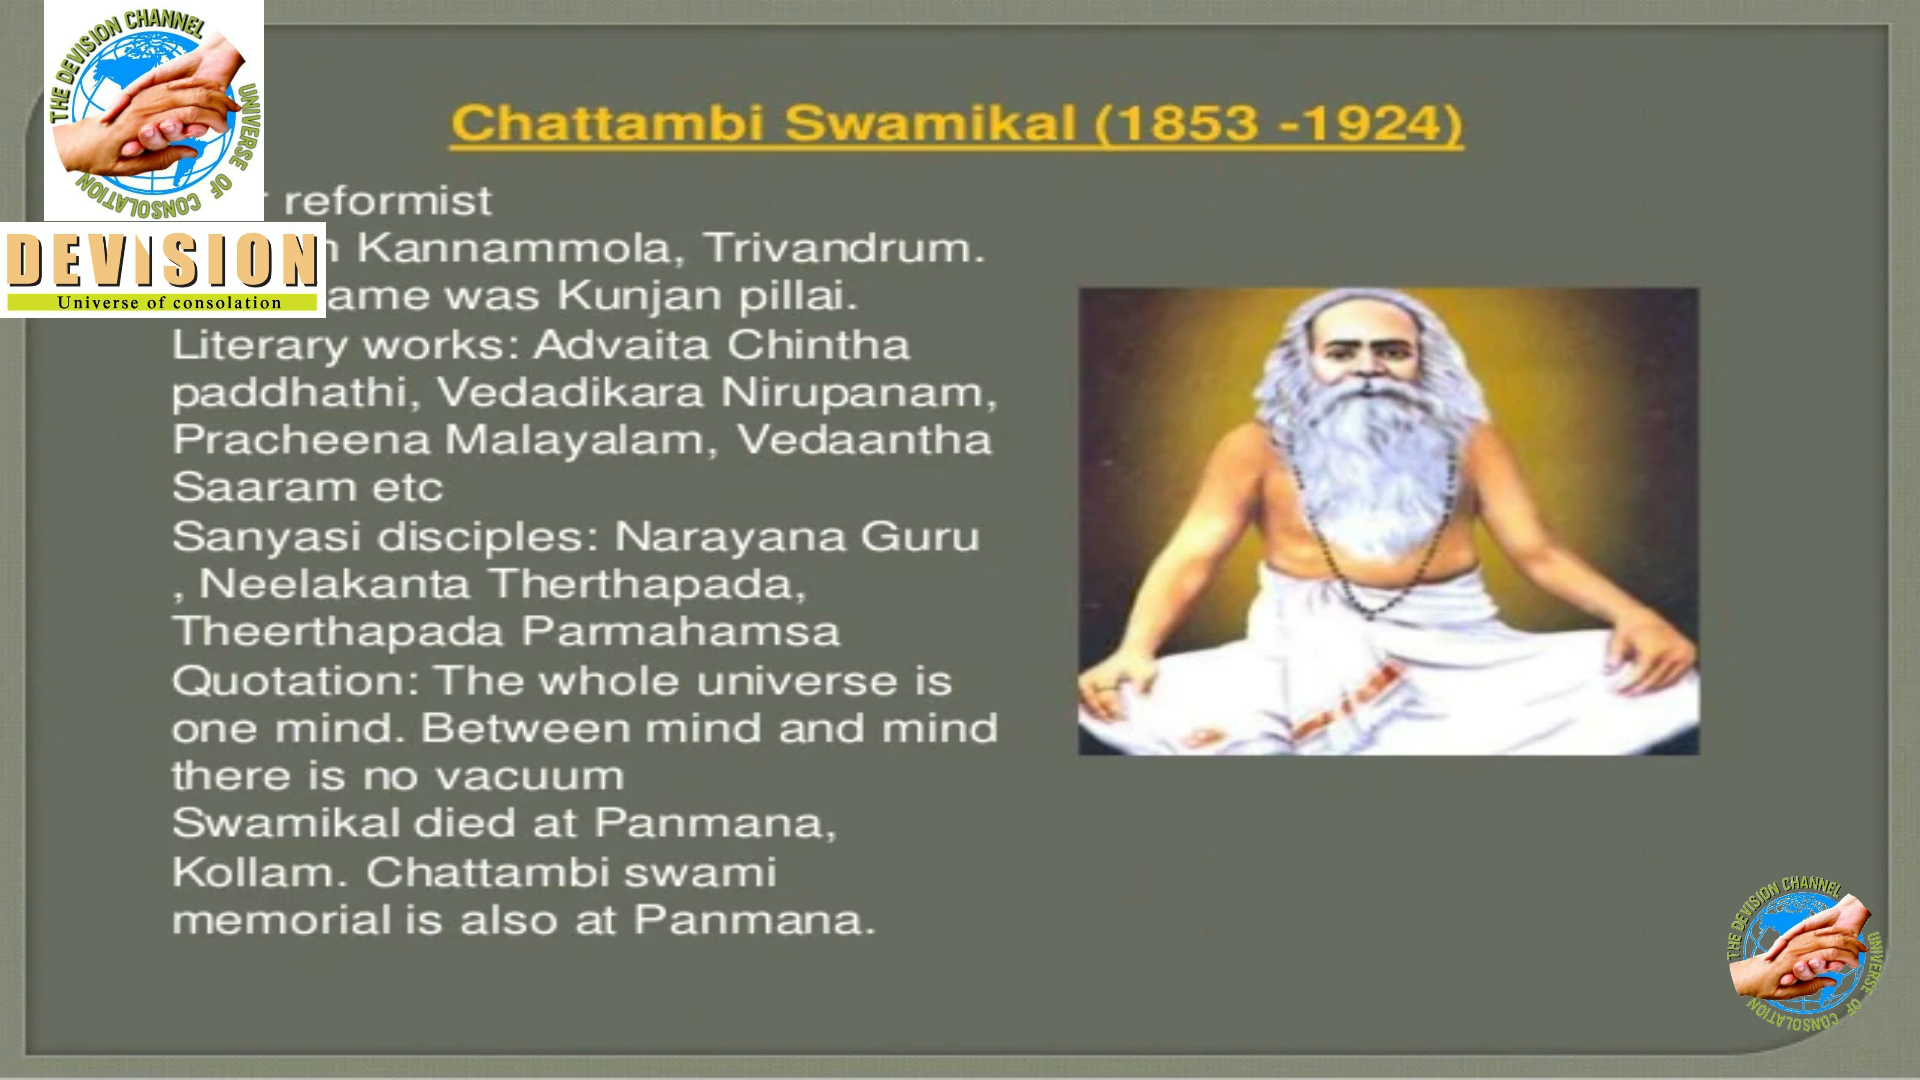 THE DEVISION CHANNEL
UNIVERSE OF CONSOLATION
DEVISION
Universe of consolation
Chattambi Swamikal (1853 -1924)
reformist
Kannammola, Trivandrum.
was Kunjan pillai.
Literary works: Advaita Chintha
paddhathi, Vedadikara Nirupanam,
Pracheena Malayalam, Vedaantha
Saaram etc
Sanyasi disciples: Narayana Guru
, Neelakanta Therthapada,
Theerthapada Parmahamsa
Quotation: The whole universe is
one mind. Between mind and mind
there is no vacuum
Swamikal died at Panmana,
Kollam. Chattambi swami
memorial is also at Panmana.
THE DEVISION CHANNEL
UNIVERSE OF CONSOLATION